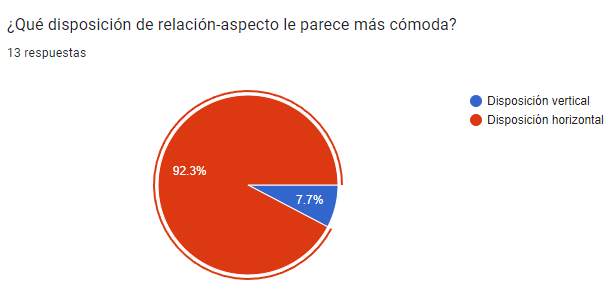 ¿Qué disposición de relación-aspecto le parece más cómoda?
13 respuestas
Disposición vertical
Disposición horizontal
92.3%
7.7%